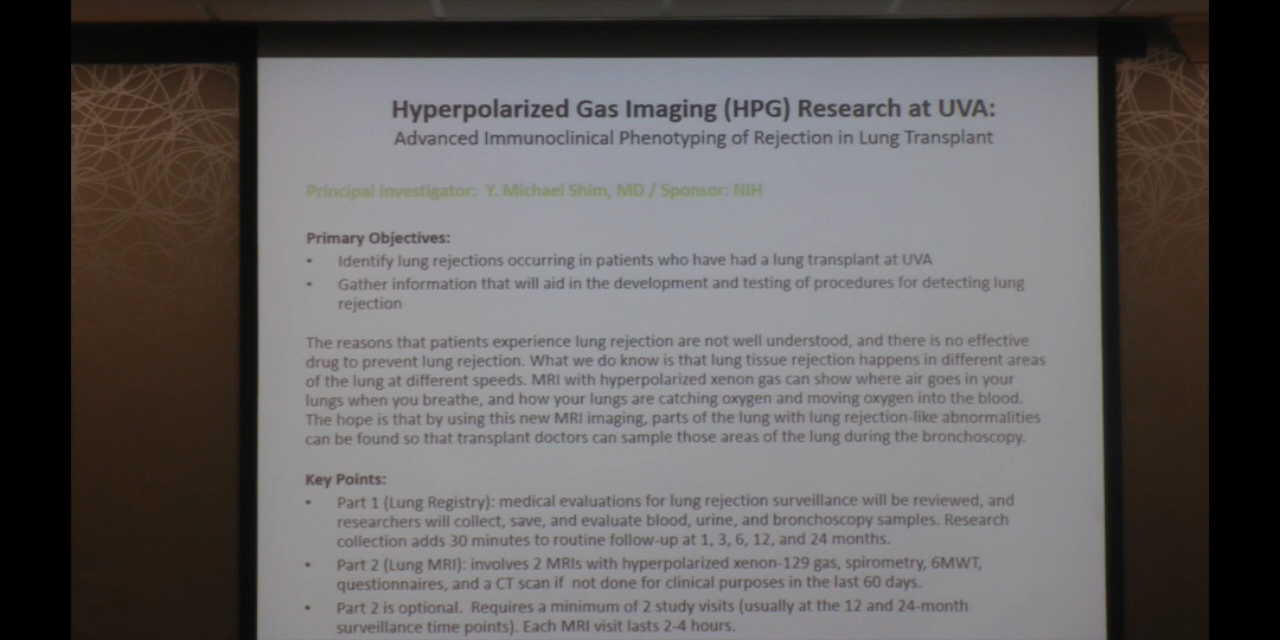 Hyperpolarized Gas Imaging (HPG) Research at UVA:
Advanced Immunoclinical Phenotyping of Rejection in Lung Transplant
Principal Investigator: Y. Michael Shim, MD / Sponsor: NIH
Primary Objectives:
• Identify lung rejections occurring in patients who have had a lung transplant at UVA
• Gather information that will aid in the development and testing of procedures for detecting lung
rejection
The reasons that patients experience lung rejection are not well understood, and there is no effective
drug to prevent lung rejection. What we do know is that lung tissue rejection happens in different areas
of the lung at different speeds. MRI with hyperpolarized xenon gas can show where air goes in your
lungs when you breathe, and how your lungs are catching oxygen and moving oxygen into the blood.
The hope is that by using this new MRI imaging, parts of the lung with lung rejection-like abnormalities
can be found so that transplant doctors can sample those areas of the lung during the bronchoscopy.
Key Points:
• Part 1 (Lung Registry): medical evaluations for lung rejection surveillance will be reviewed, and
researchers will collect, save, and evaluate blood, urine, and bronchoscopy samples. Research
collection adds 30 minutes to routine follow-up at 1, 3, 6, 12, and 24 months.
• Part 2 (Lung MRI): involves 2 MRIs with hyperpolarized xenon-129 gas, spirometry, 6MWT,
questionnaires, and a CT scan if not done for clinical purposes in the last 60 days.
• Part 2 is optional. Requires a minimum of 2 study visits (usually at the 12 and 24-month
surveillance time points). Each MRI visit lasts 2-4 hours.